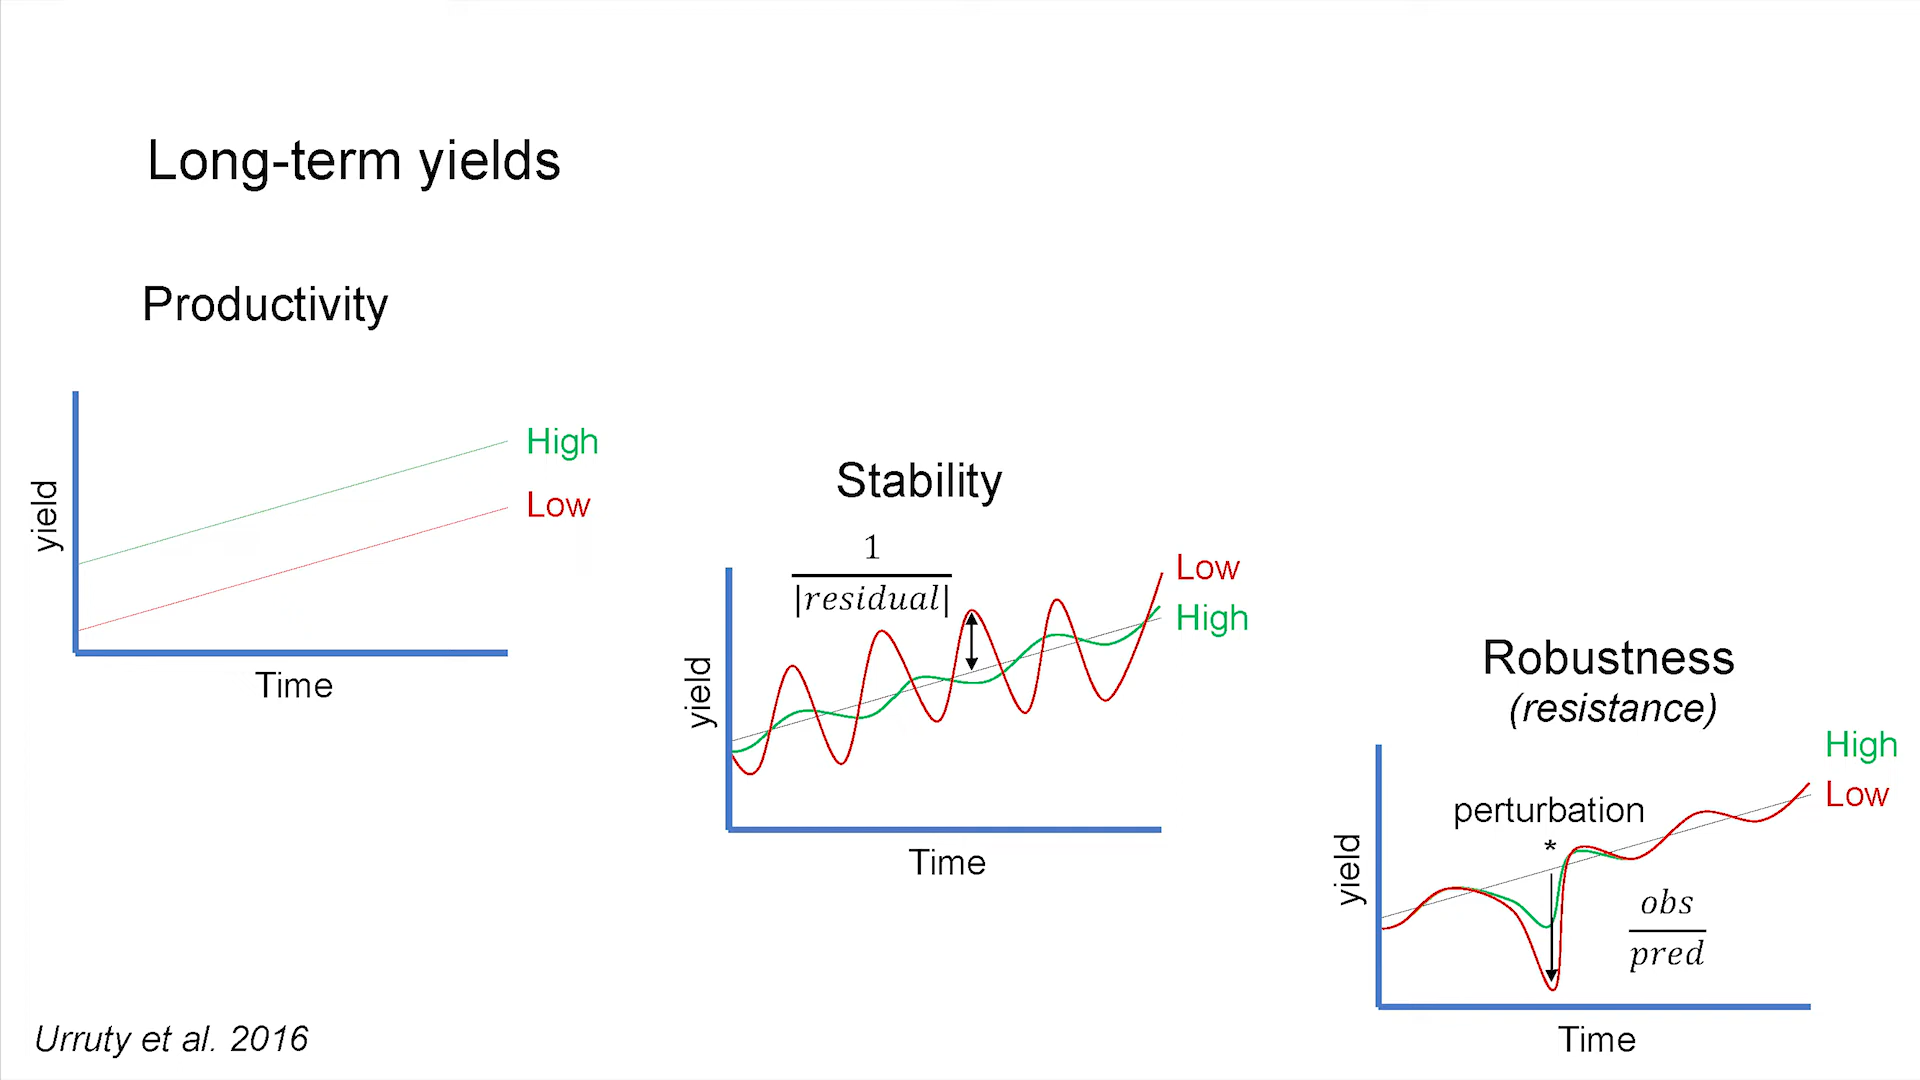 Long-term yields
Productivity
High
Low
yield
Time
Stability
1
|residual|
Low
High
yield
Time
Robustness
(resistance)
High
Low
perturbation
*
obs
pred
yield
Time
Urruty et al. 2016